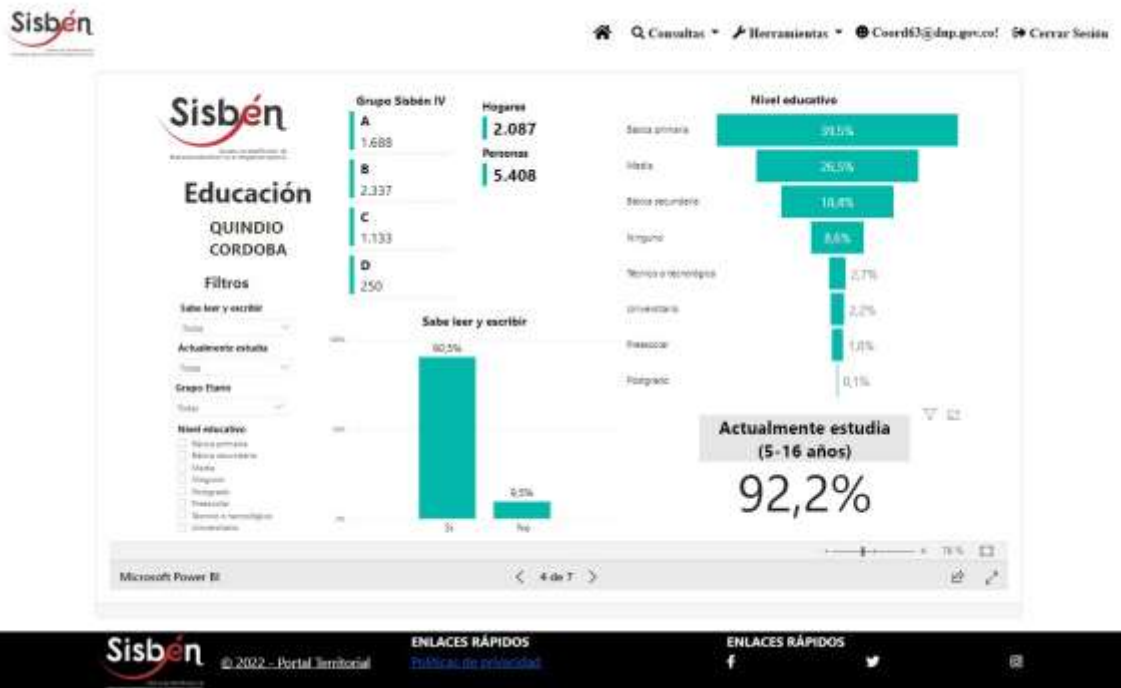 Sisbén
Consultas
Herramientas
Coord63@dnp.gov.co!
Cerrar Sesión
Sisbén
Educación
QUINDIO
CORDOBA
Filtros
Sabe leer y escribir
Todas
Actualmente estudia
Todas
Grupo Etario
Todas
Nivel educativo
Básica primaria
Básica secundaria
Media
Ninguno
Postgrado
Preescolar
Técnico o tecnológico
Universitario
Grupo Sisbén IV
A
1.688
B
2.337
C
1.133
D
250
Hogares
2.087
Personas
5.408
Sabe leer y escribir
90,5%
9,5%
Si
No
Nivel educativo
Básica primaria
39,5%
Media
26,5%
Básica secundaria
Ninguno
8,6%
Técnico o tecnológico
2,7%
Universitario
2,2%
Preescolar
Postgrado
0,1%
Actualmente estudia
(5-16 años)
92,2%
Microsoft Power BI
4 de 7
Sisbén
© 2022 - Portal Territorial
ENLACES RÁPIDOS
Políticas de privacidad
ENLACES RÁPIDOS